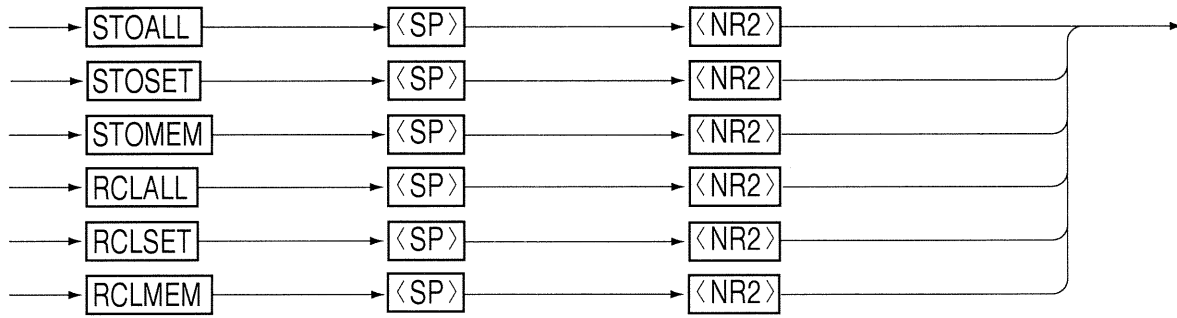 STOALL 〈SP〉 〈NR2〉
STOSET 〈SP〉 〈NR2〉
STOMEM 〈SP〉 〈NR2〉
RCLALL 〈SP〉 〈NR2〉
RCLSET 〈SP〉 〈NR2〉
RCLMEM 〈SP〉 〈NR2〉